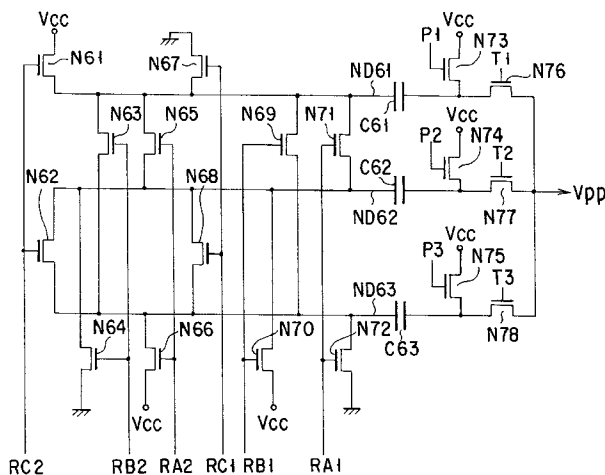 Vcc
N61
N67
P1
Vcc
N73
T1
N76
ND61
C61
N63
N65
N69
N71
P2
Vcc
N74
T2
N77
C62
ND62
Vpp
N62
N68
P3
Vcc
N75
T3
N78
ND63
C63
N64
N66
N70
N72
Vcc
Vcc
RC2
RB2
RA2
RC1
RB1
RA1